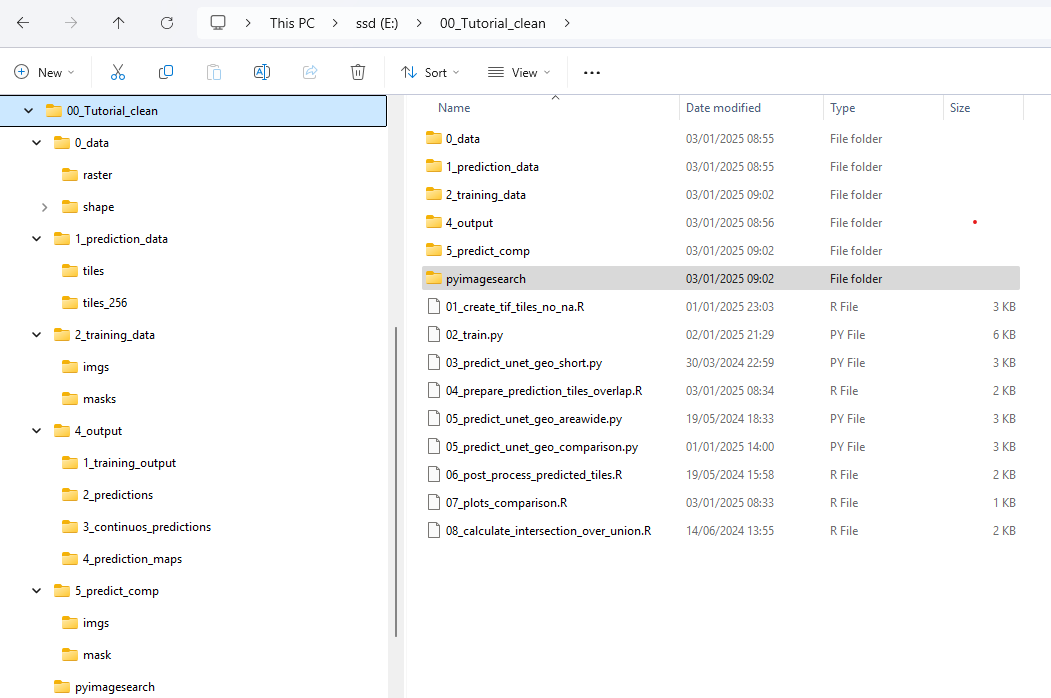 This PC > ssd (E:) > 00_Tutorial_clean >
New Sort View ...
00_Tutorial_clean
0_data
raster
shape
1_prediction_data
tiles
tiles_256
2_training_data
imgs
masks
4_output
1_training_output
2_predictions
3_continuos_predictions
4_prediction_maps
5_predict_comp
imgs
mask
pyimagesearch
Name Date modified Type Size
0_data 03/01/2025 08:55 File folder
1_prediction_data 03/01/2025 08:55 File folder
2_training_data 03/01/2025 09:02 File folder
4_output 03/01/2025 08:56 File folder
5_predict_comp 03/01/2025 09:02 File folder
pyimagesearch 03/01/2025 09:02 File folder
01_create_tif_tiles_no_na.R 01/01/2025 23:03 R File 3 KB
02_train.py 02/01/2025 21:29 PY File 6 KB
03_predict_unet_geo_short.py 30/03/2024 22:59 PY File 3 KB
04_prepare_prediction_tiles_overlap.R 03/01/2025 08:34 R File 2 KB
05_predict_unet_geo_areawide.py 19/05/2024 18:33 PY File 3 KB
05_predict_unet_geo_comparison.py 01/01/2025 14:00 PY File 3 KB
06_post_process_predicted_tiles.R 19/05/2024 15:58 R File 2 KB
07_plots_comparison.R 03/01/2025 08:33 R File 1 KB
08_calculate_intersection_over_union.R 14/06/2024 13:55 R File 2 KB